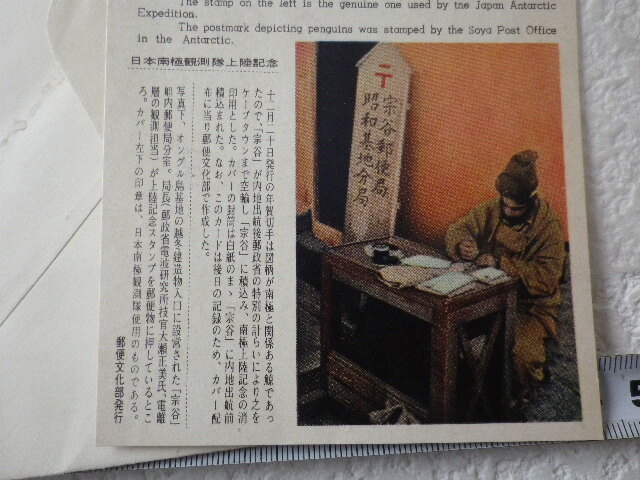 The stamp on the left is the genuine one used by the Japan Antarctic
Expedition.
The postmark depicting penguins was stamped by the Soya Post Office
in the Antarctic.
日本南極観測隊上陸記念
十二月二十日発行の年賀切手は図柄が南極と関係ある鯨であっ
たので、「宗谷」が内地出航後郵政省の特別の計らいにより之を
ケープタウンまで空輸し「宗谷」に積込み、南極上陸記念の消
印用とした。カバーの封筒は白紙のまゝ「宗谷」に内地出航前
積込まれた。なお、このカードは後日の記録のため、カバー配
布に当り郵便文化部で作成した。
写真下、オングル島基地の越冬建造物入口に設営された「宗谷」
船内郵便局分室。局長(郵政省電波研究所技官大瀬正美氏、電離
層の観測担当)が上陸記念スタンプを郵便物に押しているとこ
ろ。カバー左下の印章は、日本南極観測隊使用のものである。
郵便文化部発行
〒
宗谷郵便局
昭和基地分局
5